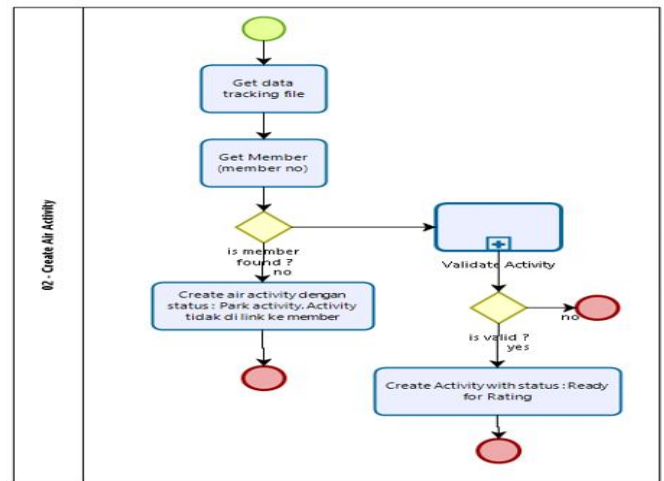 02 - Create Air Activity
Get data
tracking file
Get Member
(member no)
is member
found ?
no
Create air activity dengan
status : Park activity. Activity
tidak di link ke member
Validate Activity
is valid ?
no
yes
Create Activity with status : Ready
for Rating